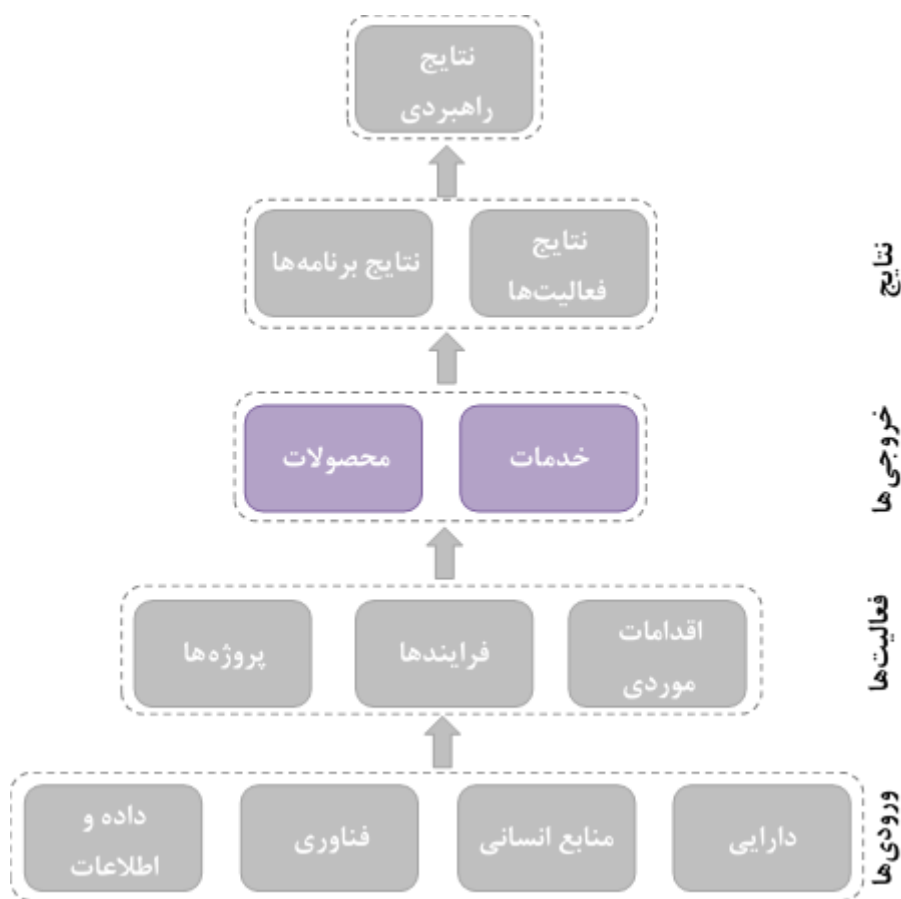 نتایج
راهبردی
نتایج
نتایج
فعالیت‌ها
نتایج برنامه‌ها
خروجی‌ها
خدمات
محصولات
فعالیت‌ها
اقدامات
موردی
فرایندها
پروژه‌ها
ورودی‌ها
دارایی
منابع انسانی
فناوری
داده و
اطلاعات